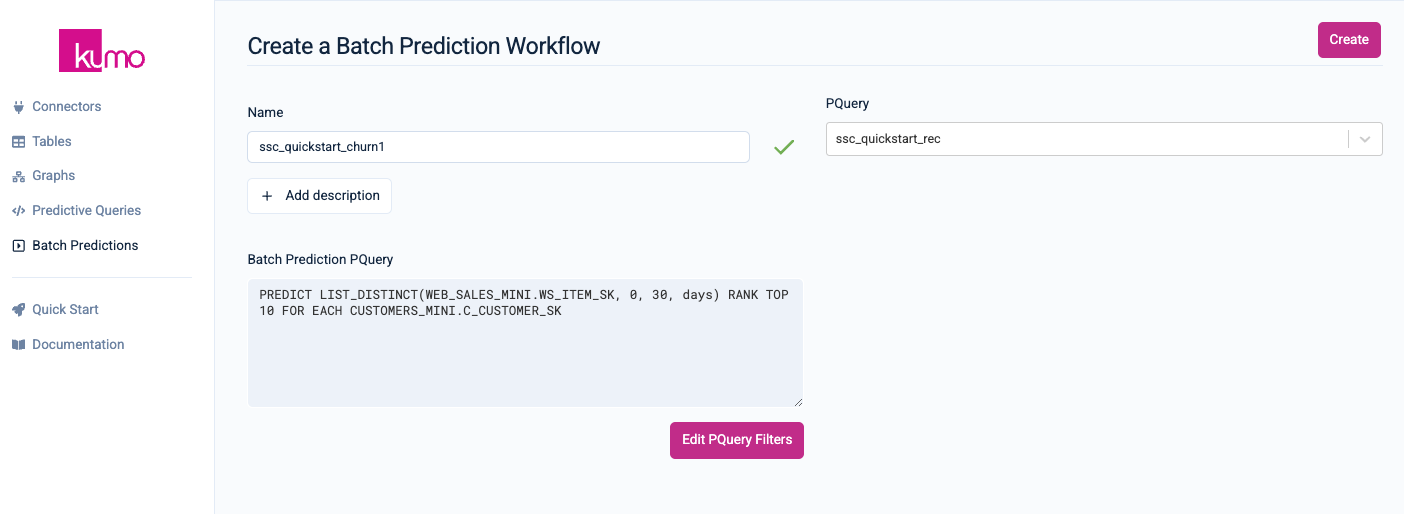 kumo
Connectors
Tables
Graphs
Predictive Queries
Batch Predictions
Quick Start
Documentation
Create a Batch Prediction Workflow
Create
Name
ssc_quickstart_churn1
PQuery
ssc_quickstart_rec
+ Add description
Batch Prediction PQuery
PREDICT LIST_DISTINCT(WEB_SALES_MINI.WS_ITEM_SK, 0, 30, days) RANK TOP
10 FOR EACH CUSTOMERS_MINI.C_CUSTOMER_SK
Edit PQuery Filters